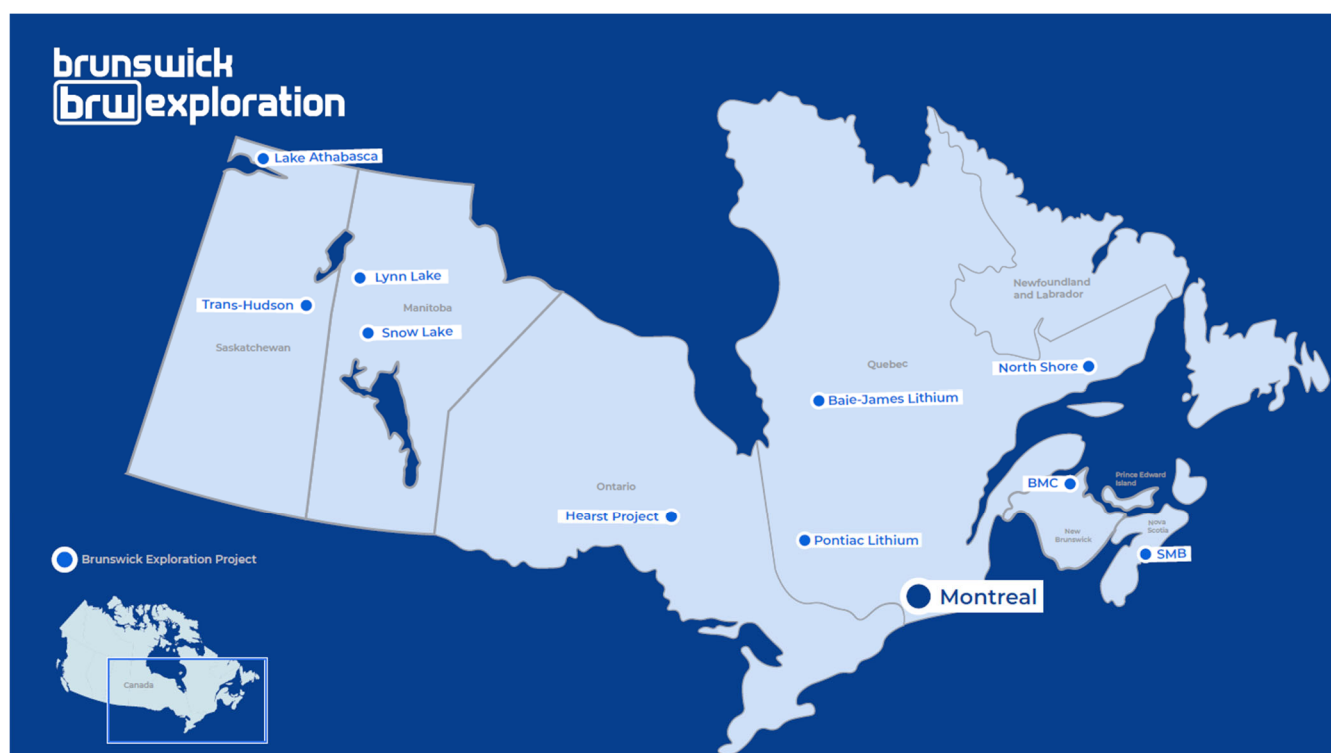 brunswick
brw exploration
Lake Athabasca
Lynn Lake
Trans-Hudson
Manitoba
Snow Lake
Saskatchewan
Newfoundland
and Labrador
Quebec
North Shore
Baie-James Lithium
Ontario
Hearst Project
BMC
Prince Edward
Island
Nova
Scotia
New
Brunswick
Pontiac Lithium
SMB
Montreal
Brunswick Exploration Project
Canada